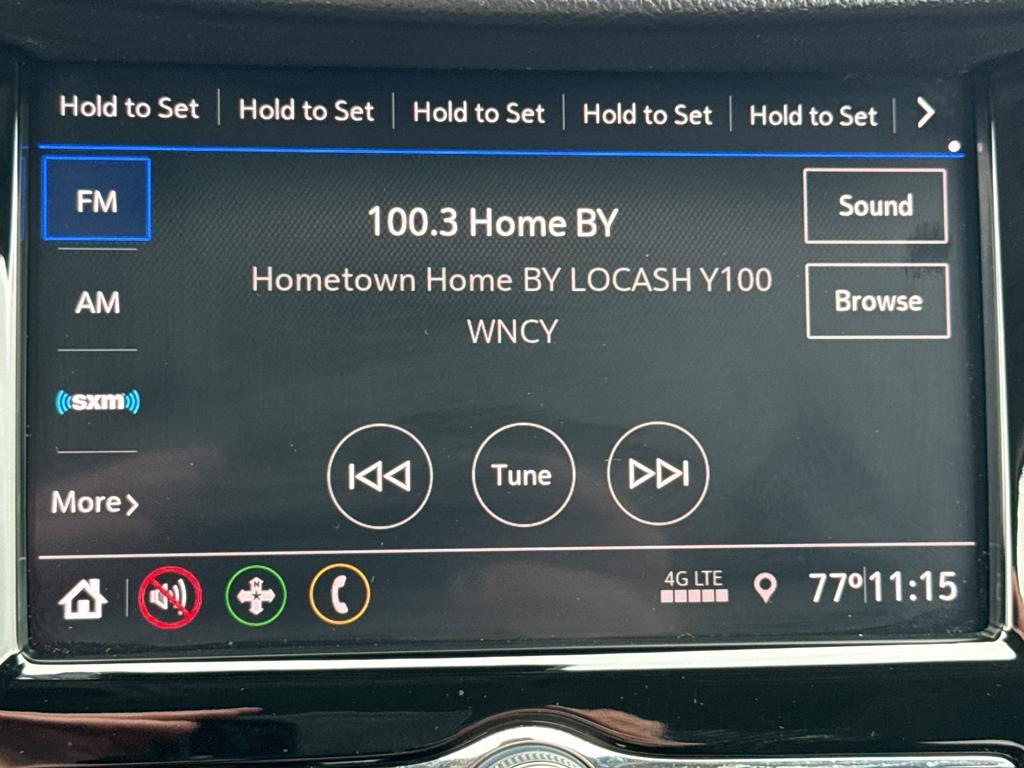 Hold to Set Hold to Set Hold to Set Hold to Set Hold to Set
FM
100.3 Home BY
Sound
Hometown Home BY LOCASH Y100
WNCY
AM
Browse
sxm
Tune
More
4G LTE
77º 11:15